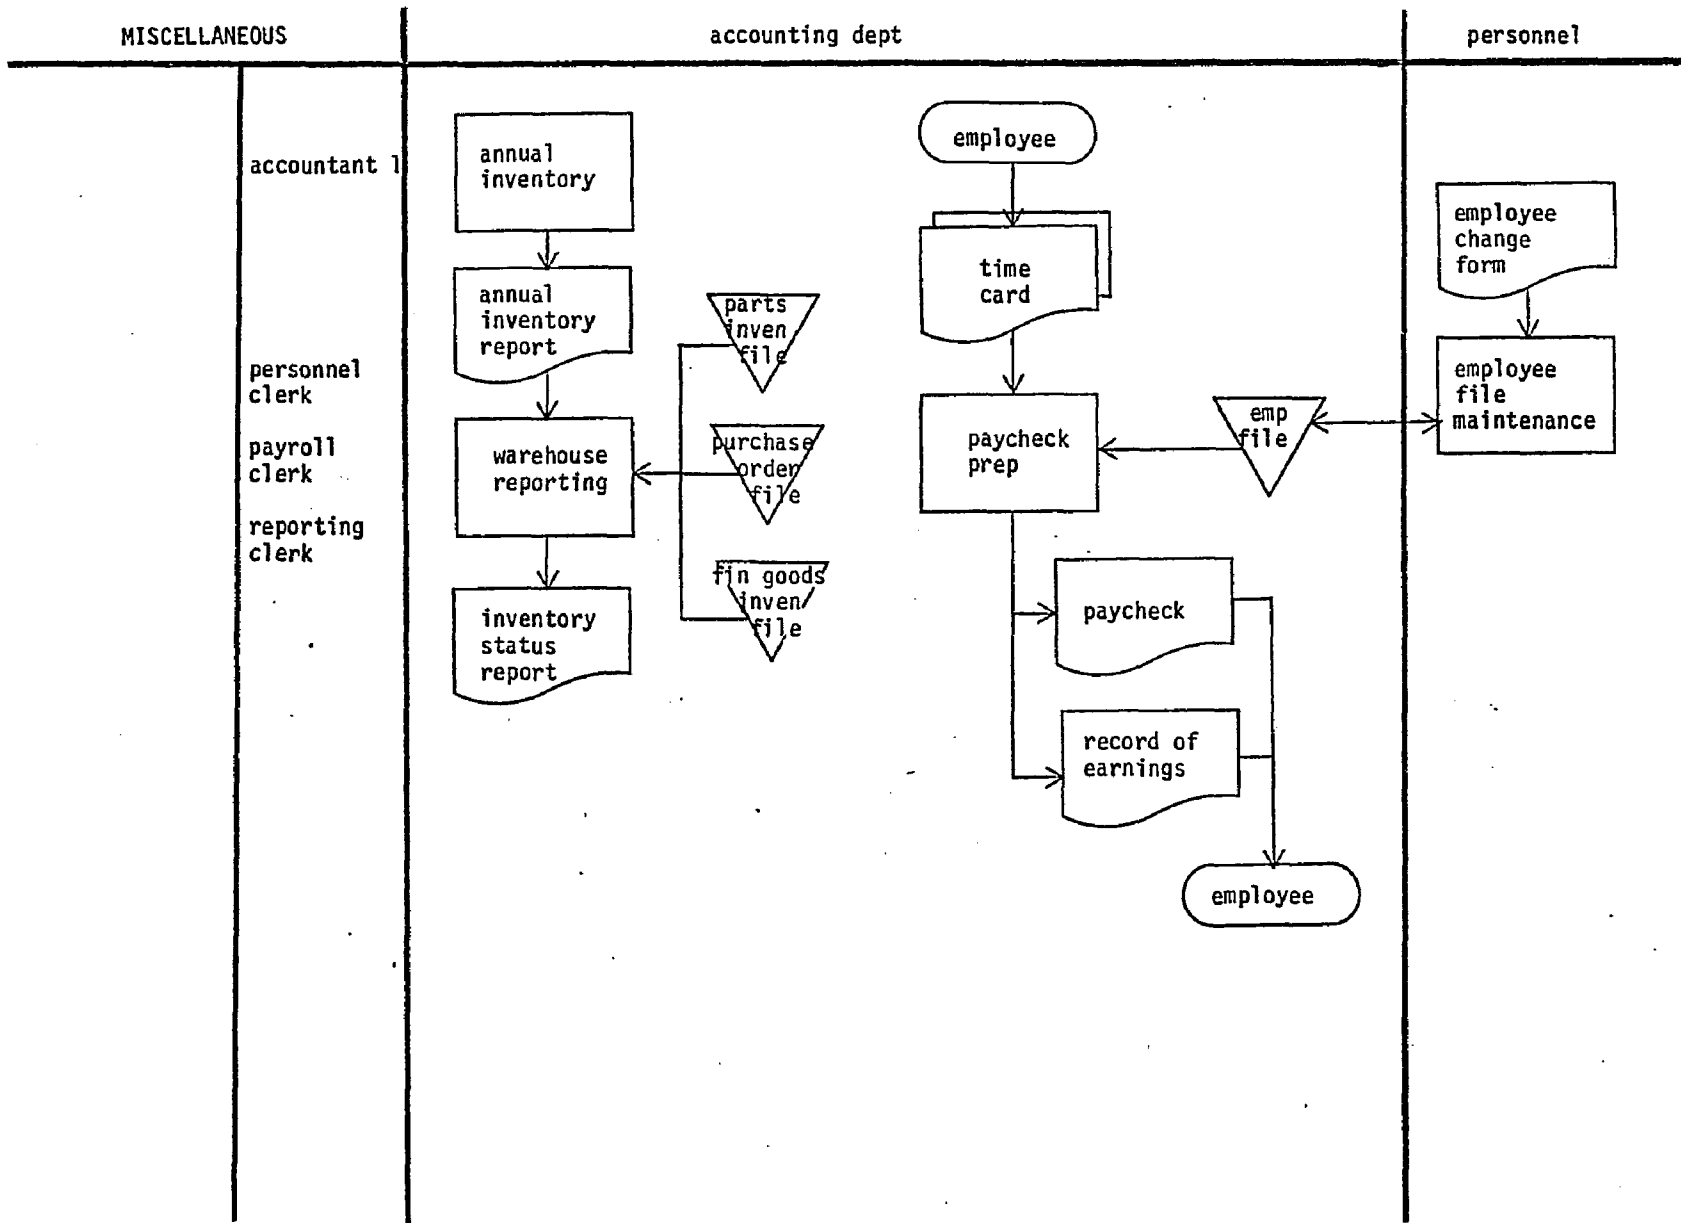 MISCELLANEOUS
accounting dept
personnel
accountant 1
personnel
clerk
payroll
clerk
reporting
clerk
annual
inventory
annual
inventory
report
warehouse
reporting
inventory
status
report
parts
inven
file
purchase
order
file
fin goods
inven
file
employee
time
card
paycheck
prep
emp
file
paycheck
record of
earnings
employee
employee
change
form
employee
file
maintenance